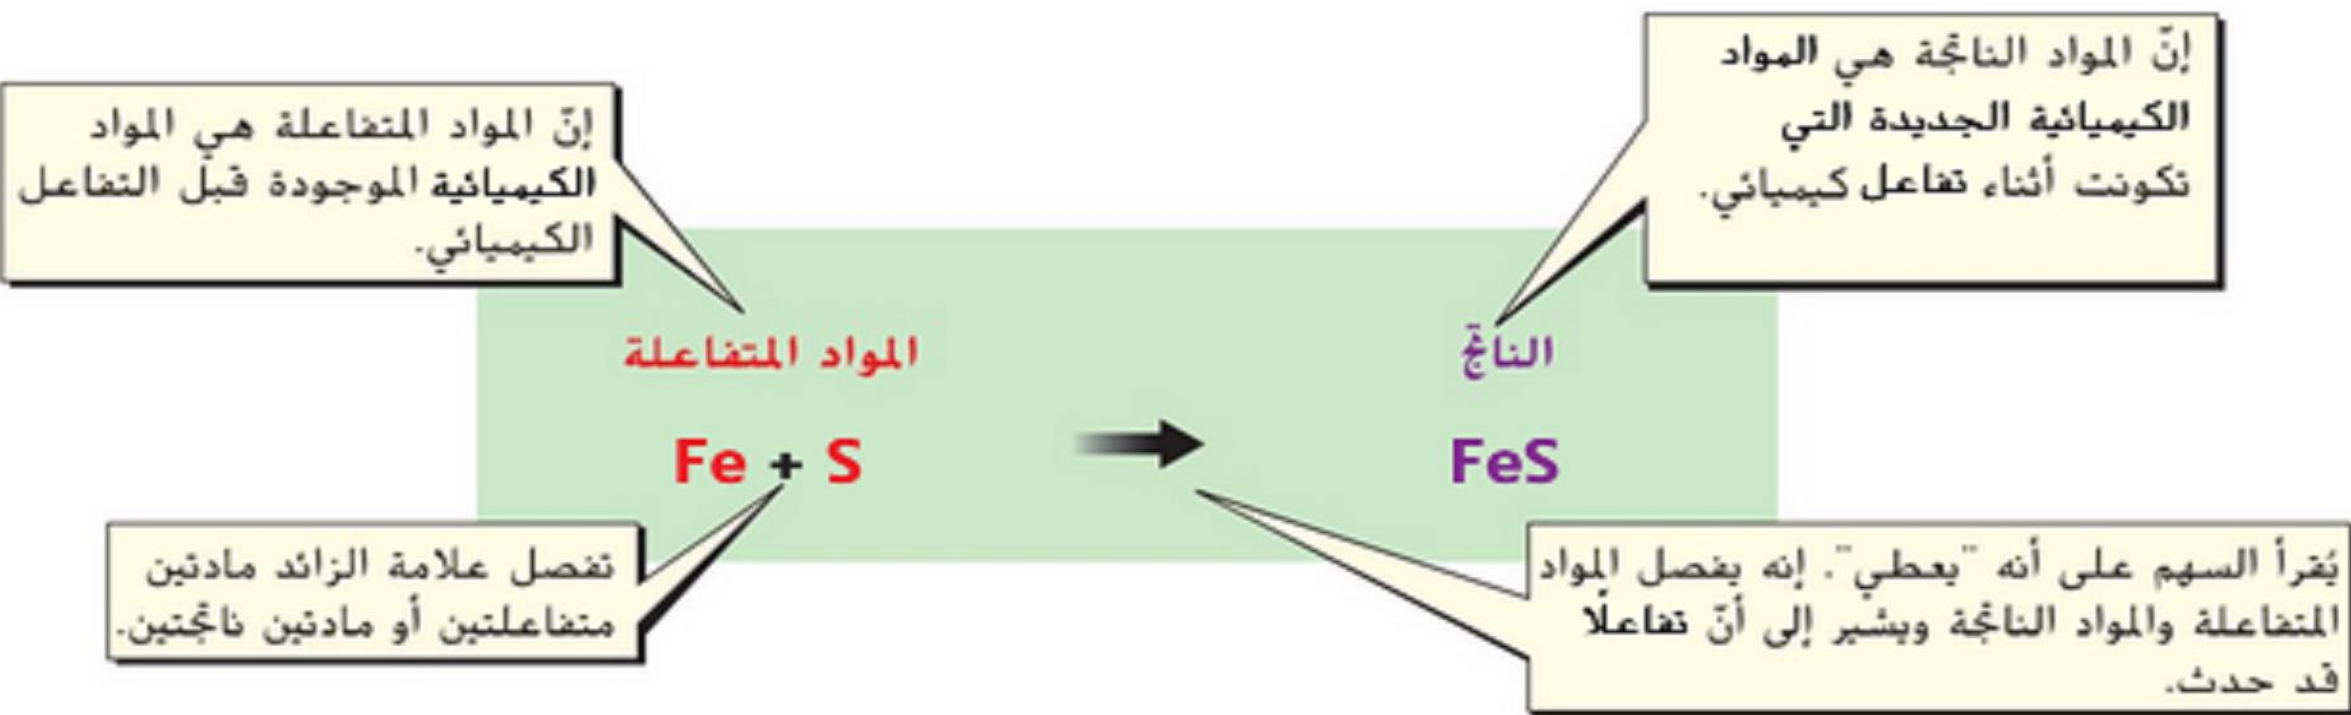 إنّ المواد المتفاعلة هي المواد
الكيميائية الموجودة قبل التفاعل
الكيميائي.
إنّ المواد الناتجة هي المواد
الكيميائية الجديدة التي
تكونت أثناء تفاعل كيميائي.
المواد المتفاعلة
الناتج
Fe + S → FeS
تفصل علامة الزائد مادتين
متفاعلتين أو مادتين ناتجتين.
يُقرأ السهم على أنه "يعطي". إنه يفصل المواد
المتفاعلة والمواد الناتجة ويشير إلى أنّ تفاعلًا
قد حدث.